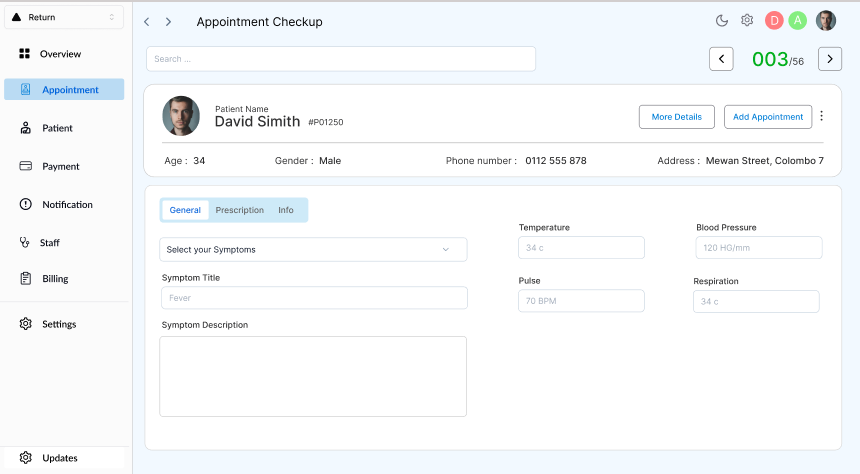 Return
Overview
Appointment
Patient
Payment
Notification
Staff
Billing
Settings
Updates
Appointment Checkup
D A
Search ...
003/56
Patient Name
David Simith #P01250
More Details
Add Appointment
Age : 34
Gender : Male
Phone number : 0112 555 878
Address : Mewan Street, Colombo 7
General Prescription Info
Select your Symptoms
Symptom Title
Fever
Symptom Description
Temperature
34 c
Blood Pressure
120 HG/mm
Pulse
70 BPM
Respiration
34 c